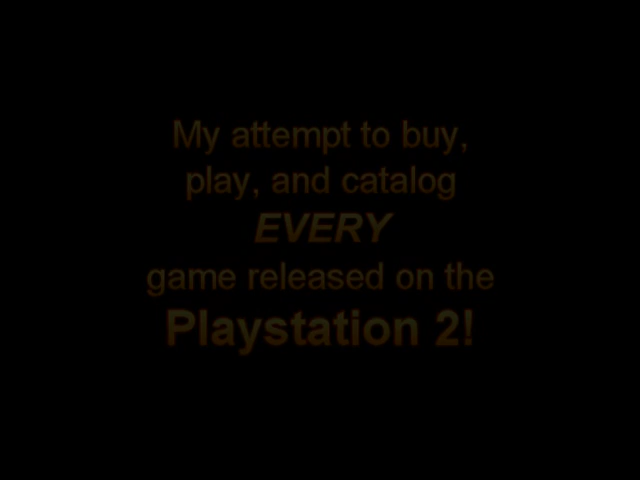 My attempt to buy,
play, and catalog
EVERY
game released on the
Playstation 2!